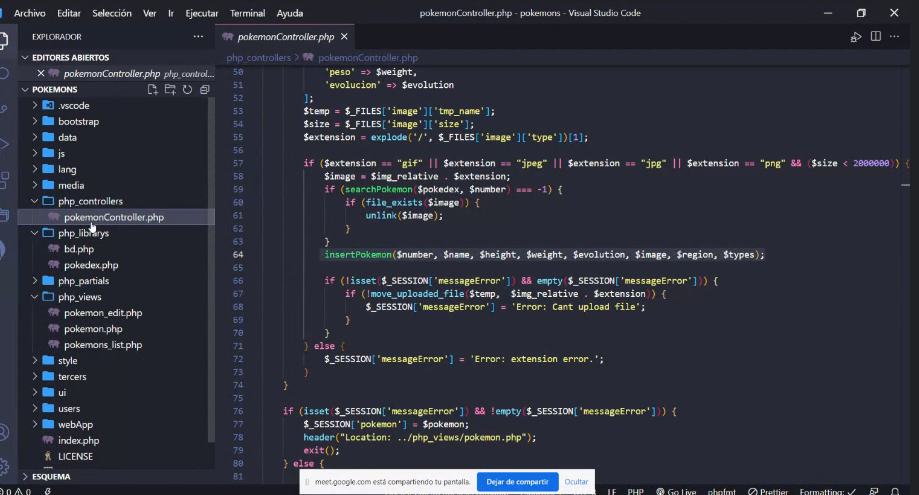 Archivo Editar Selección Ver Ir Ejecutar Terminal Ayuda pokemonController.php - pokemons - Visual Studio Code
EXPLORADOR
EDITORES ABIERTOS
pokemonController.php php_control...
POKEMONS
.vscode
bootstrap
data
js
lang
media
php_controllers
pokemonController.php
php_librarys
bd.php
pokedex.php
php_partials
php_views
pokemon_edit.php
pokemon.php
pokemons_list.php
style
tercers
ui
users
webApp
index.php
LICENSE
ESQUEMA
pokemonController.php
php_controllers > pokemonController.php
50 'peso' => $weight,
51 'evolucion' => $evolution
52 ];
53 $temp = $_FILES['image']['tmp_name'];
54 $size = $_FILES['image']['size'];
55 $extension = explode('/', $_FILES['image']['type'])[1];
56
57 if ($extension == "gif" || $extension == "jpeg" || $extension == "jpg" || $extension == "png" && ($size < 2000000)) {
58 $image = $img_relative . $extension;
59 if (searchPokemon($pokedex, $number) === -1) {
60 if (file_exists($image)) {
61 unlink($image);
62 }
63 }
64 insertPokemon($number, $name, $height, $weight, $evolution, $image, $region, $types);
65
66 if (!isset($_SESSION['messageError']) && empty($_SESSION['messageError'])) {
67 if (!move_uploaded_file($temp, $img_relative . $extension)) {
68 $_SESSION['messageError'] = 'Error: Cant upload file';
69 }
70 }
71 } else {
72 $_SESSION['messageError'] = 'Error: extension error.';
73 }
74 }
75
76 if (isset($_SESSION['messageError']) && !empty($_SESSION['messageError'])) {
77 $_SESSION['pokemon'] = $pokemon;
78 header("Location: ../php_views/pokemon.php");
79 exit();
80 } else {
81
meet.google.com está compartiendo tu pantalla. Dejar de compartir Ocultar
LF PHP Go Live phpfmt Prettier Formatting: ✓